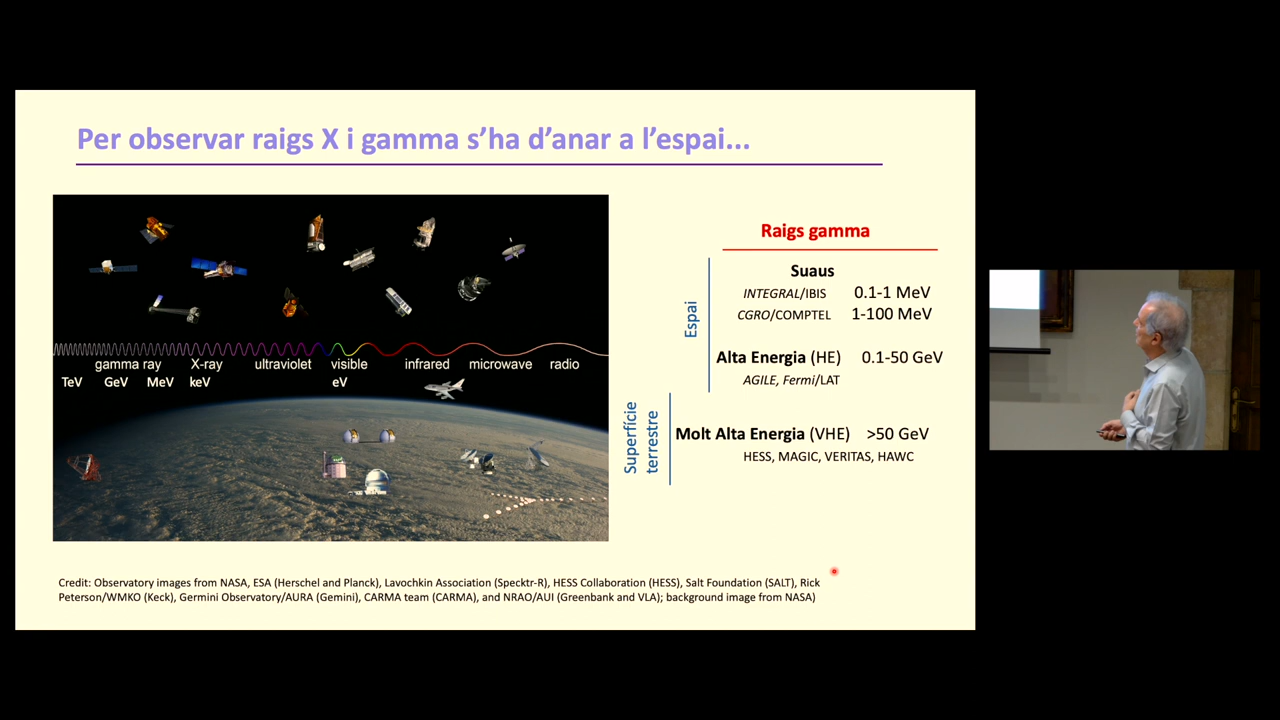 Per observar raigs X i gamma s’ha d’anar a l’espai...
gamma ray X-ray ultraviolet visible infrared microwave radio
TeV GeV MeV keV eV
Raigs gamma
Espai
Suaus
INTEGRAL/IBIS 0.1-1 MeV
CGRO/COMPTEL 1-100 MeV
Alta Energia (HE) 0.1-50 GeV
AGILE, Fermi/LAT
Superfície
terrestre
Molt Alta Energia (VHE) >50 GeV
HESS, MAGIC, VERITAS, HAWC
Credit: Observatory images from NASA, ESA (Herschel and Planck), Lavochkin Association (Specktr-R), HESS Collaboration (HESS), Salt Foundation (SALT), Rick
Peterson/WMKO (Keck), Germini Observatory/AURA (Gemini), CARMA team (CARMA), and NRAO/AUI (Greenbank and VLA); background image from NASA)